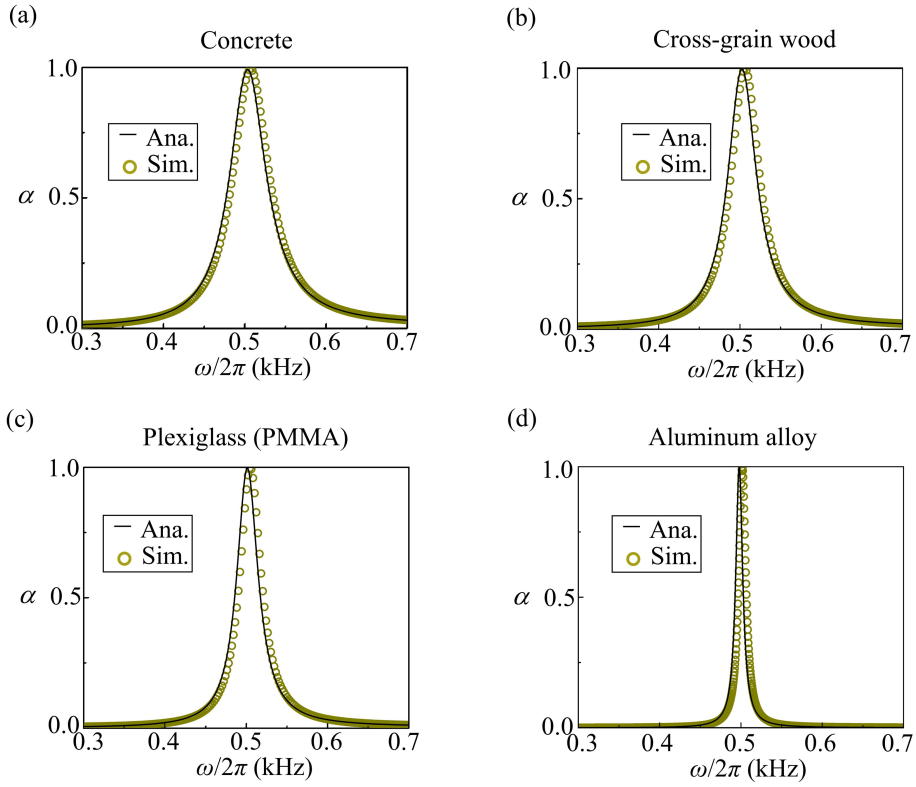 (a)
Concrete
1.0
Ana.
Sim.
α 0.5
0.0
0.3 0.4 0.5 0.6 0.7
ω/2π (kHz)
(b)
Cross-grain wood
1.0
Ana.
Sim.
α 0.5
0.0
0.3 0.4 0.5 0.6 0.7
ω/2π (kHz)
(c)
Plexiglass (PMMA)
1.0
Ana.
Sim.
α 0.5
0.0
0.3 0.4 0.5 0.6 0.7
ω/2π (kHz)
(d)
Aluminum alloy
1.0
Ana.
Sim.
α 0.5
0.0
0.3 0.4 0.5 0.6 0.7
ω/2π (kHz)